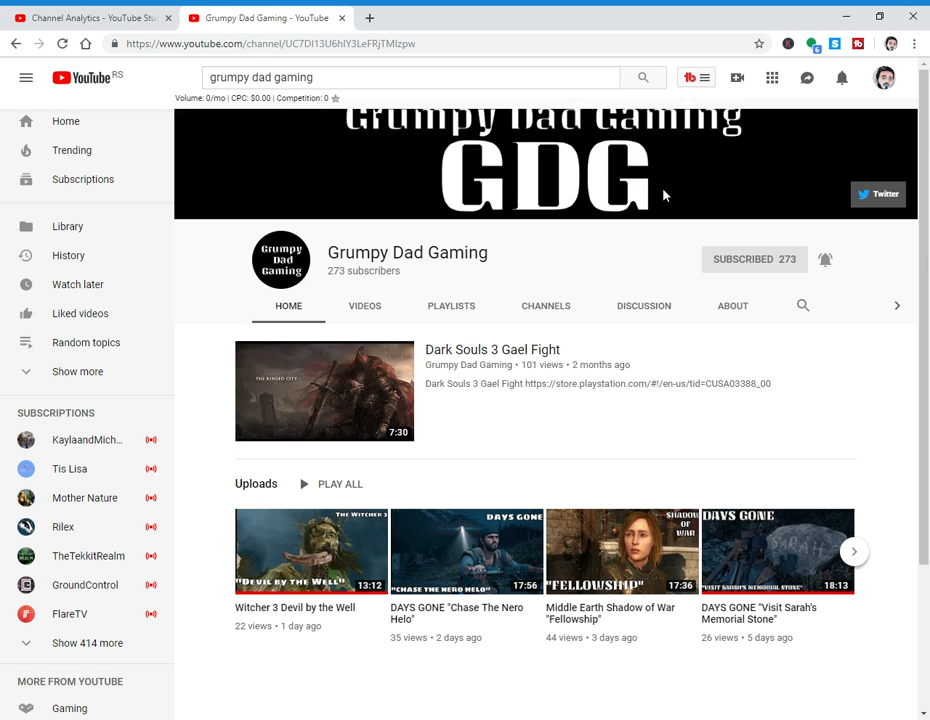 Channel Analytics - YouTube Stu
Grumpy Dad Gaming - YouTube
https://www.youtube.com/channel/UC7DI13U6hIY3LeFRjTMIzpw
6
YouTube RS
grumpy dad gaming
tb
Volume: 0/mo | CPC: $0.00 | Competition: 0
Home
Trending
Subscriptions
Library
History
Watch later
Liked videos
Random topics
Show more
SUBSCRIPTIONS
KaylaandMich...
Tis Lisa
Mother Nature
Rilex
TheTekkitRealm
GroundControl
FlareTV
Show 414 more
MORE FROM YOUTUBE
Gaming
Grumpy Dad Gaming
GDG
Twitter
Grumpy
Dad
Gaming
Grumpy Dad Gaming
273 subscribers
SUBSCRIBED 273
HOME
VIDEOS
PLAYLISTS
CHANNELS
DISCUSSION
ABOUT
THE RINGED CITY
7:30
Dark Souls 3 Gael Fight
Grumpy Dad Gaming • 101 views • 2 months ago
Dark Souls 3 Gael Fight https://store.playstation.com/#!/en-us/tid=CUSA03388_00
Uploads
PLAY ALL
THE WITCHER 3
"DEVIL BY THE WELL"
13:12
Witcher 3 Devil by the Well
22 views • 1 day ago
DAYS GONE
"CHASE THE NERO HELO"
17:56
DAYS GONE "Chase The Nero
Helo"
35 views • 2 days ago
SHADOW
OF
WAR
"FELLOWSHIP"
17:36
Middle Earth Shadow of War
"Fellowship"
44 views • 3 days ago
DAYS GONE
SARAH
"VISIT SARAH'S MEMORIAL STONE"
18:13
DAYS GONE "Visit Sarah's
Memorial Stone"
26 views • 5 days ago